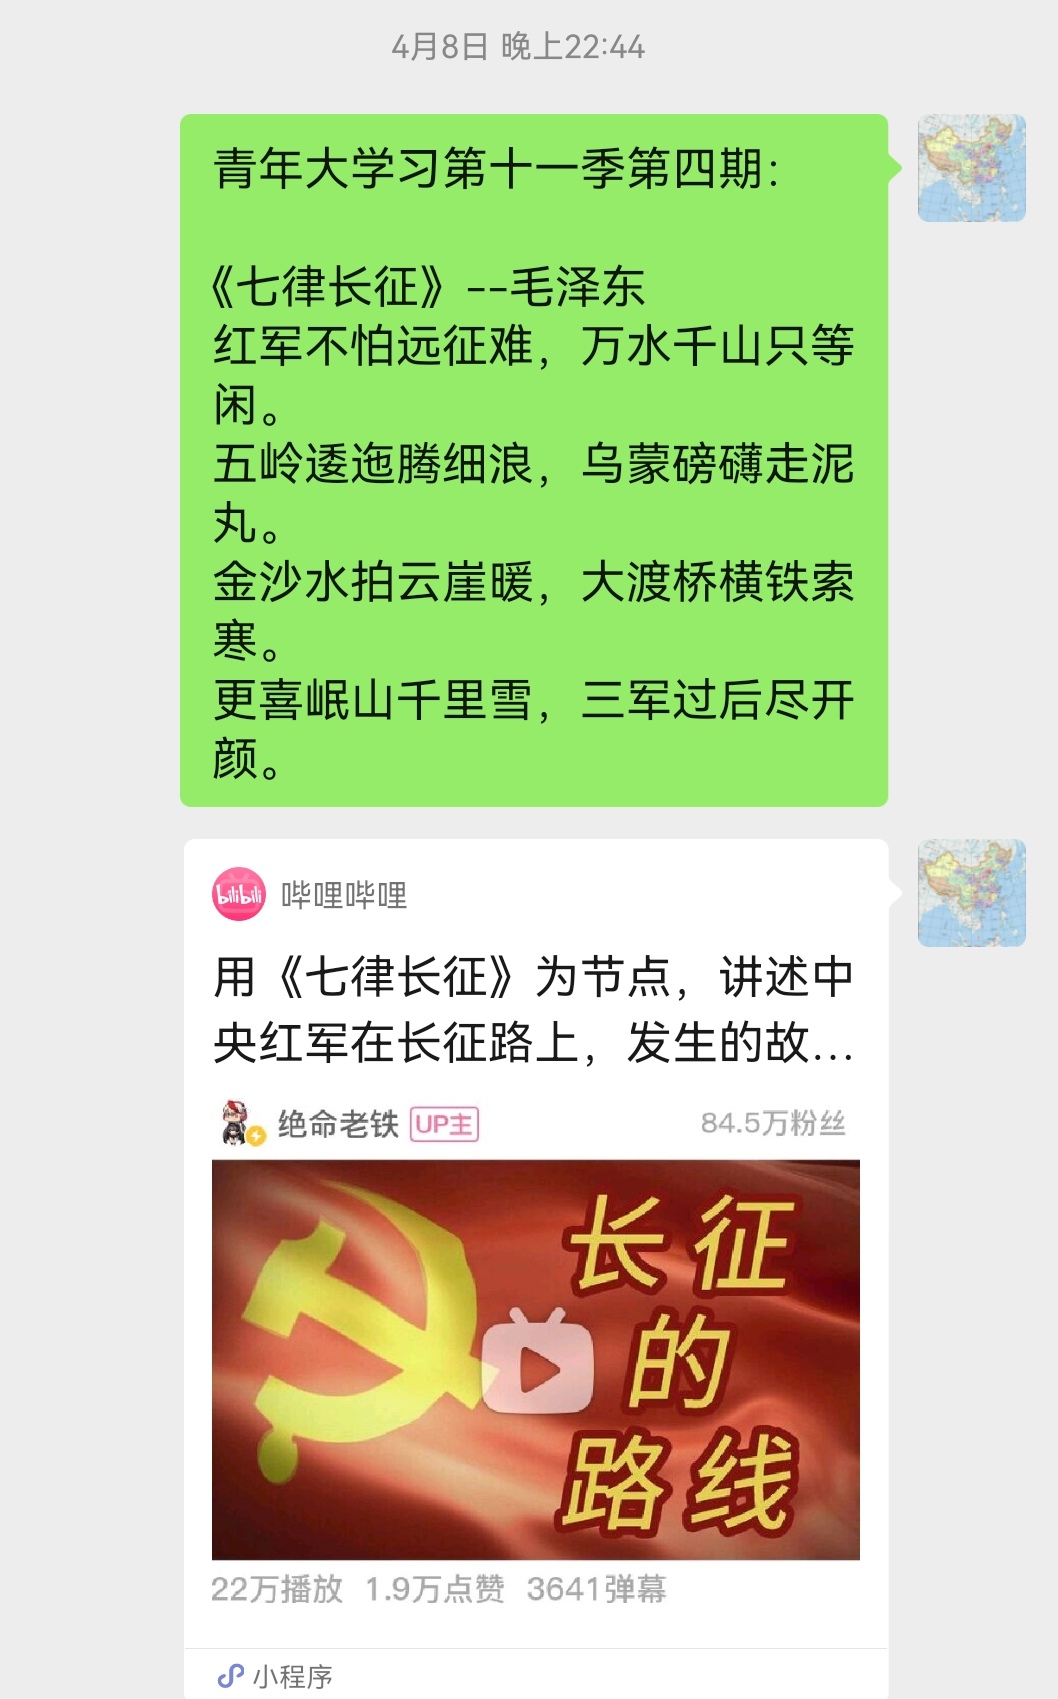 4月8日 晚上22:44
青年大学习第十一季第四期：
《七律长征》--毛泽东
红军不怕远征难，万水千山只等
闲。
五岭逶迤腾细浪，乌蒙磅礴走泥
丸。
金沙水拍云崖暖，大渡桥横铁索
寒。
更喜岷山千里雪，三军过后尽开
颜。
bilibili 哔哩哔哩
用《七律长征》为节点，讲述中
央红军在长征路上，发生的故...
绝命老铁 UP主 84.5万粉丝
长征
的
路线
22万播放 1.9万点赞 3641弹幕
小程序